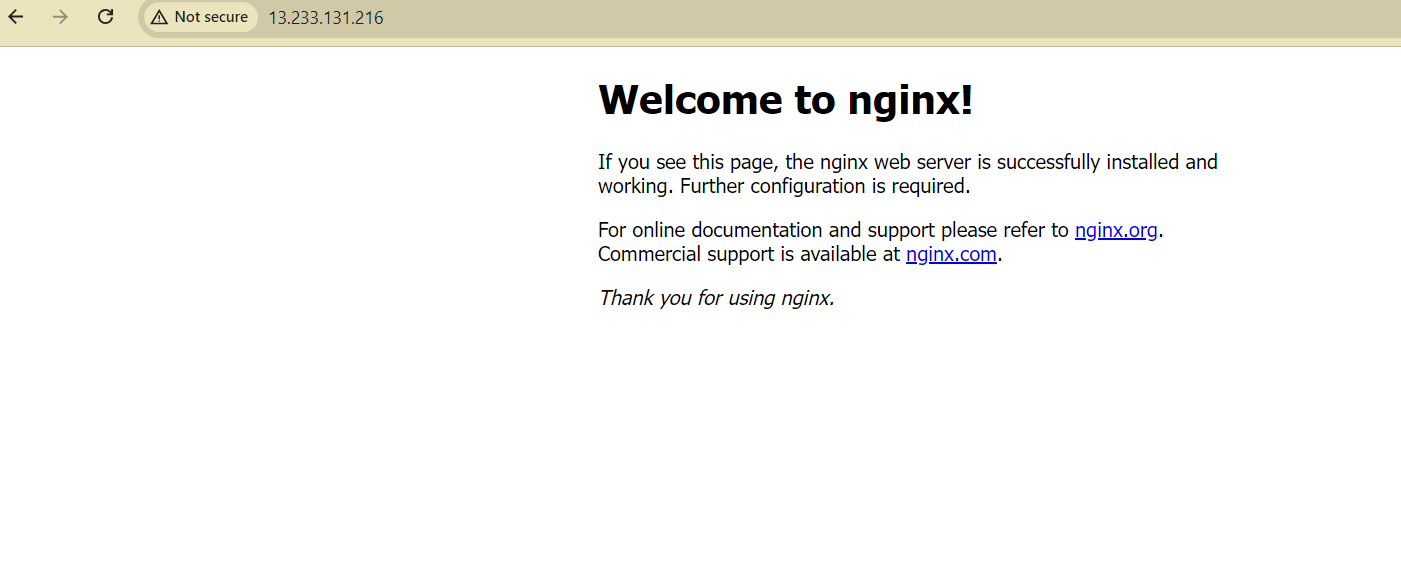 Not secure 13.233.131.216
Welcome to nginx!
If you see this page, the nginx web server is successfully installed and
working. Further configuration is required.
For online documentation and support please refer to nginx.org.
Commercial support is available at nginx.com.
Thank you for using nginx.